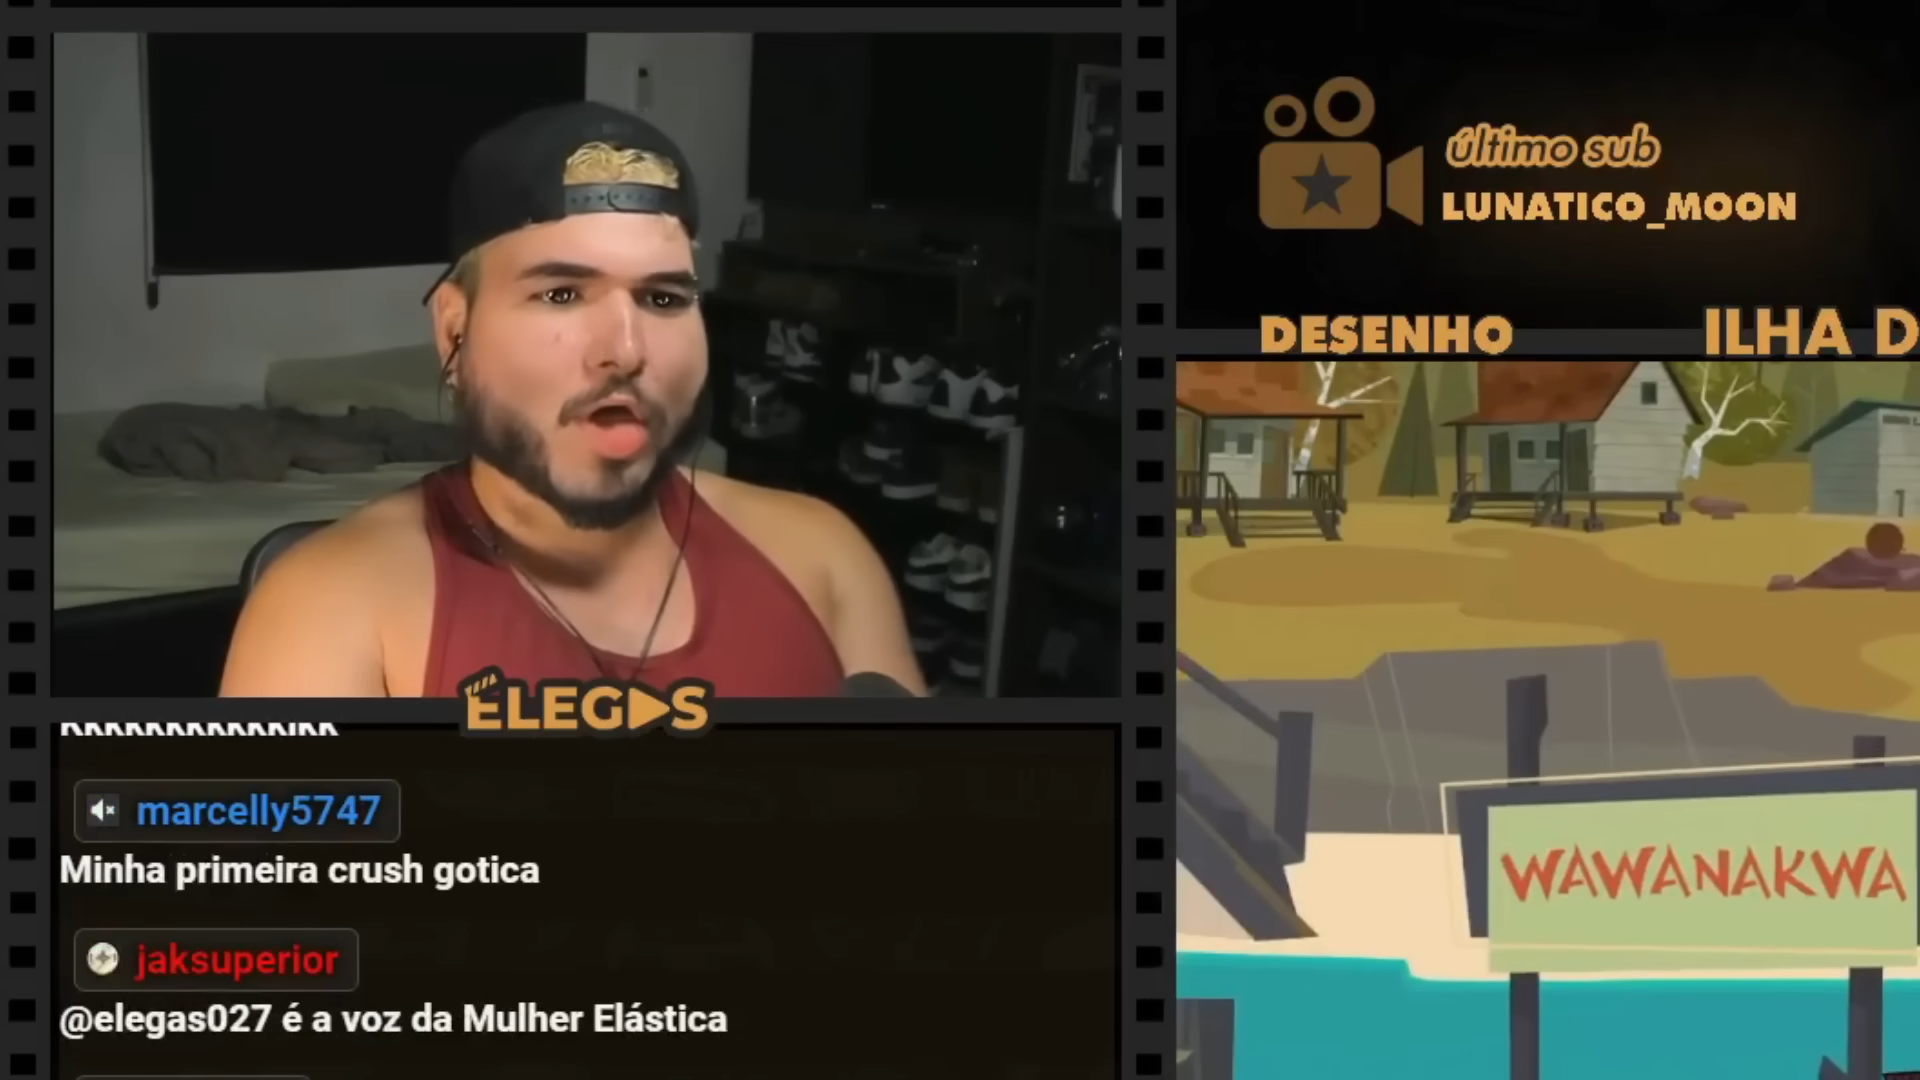 último sub
LUNATICO_MOON
DESENHO
ILHA D
ELEGAS
marcelly5747
Minha primeira crush gotica
jaksuperior
@elegas027 é a voz da Mulher Elástica
WAWANAKWA